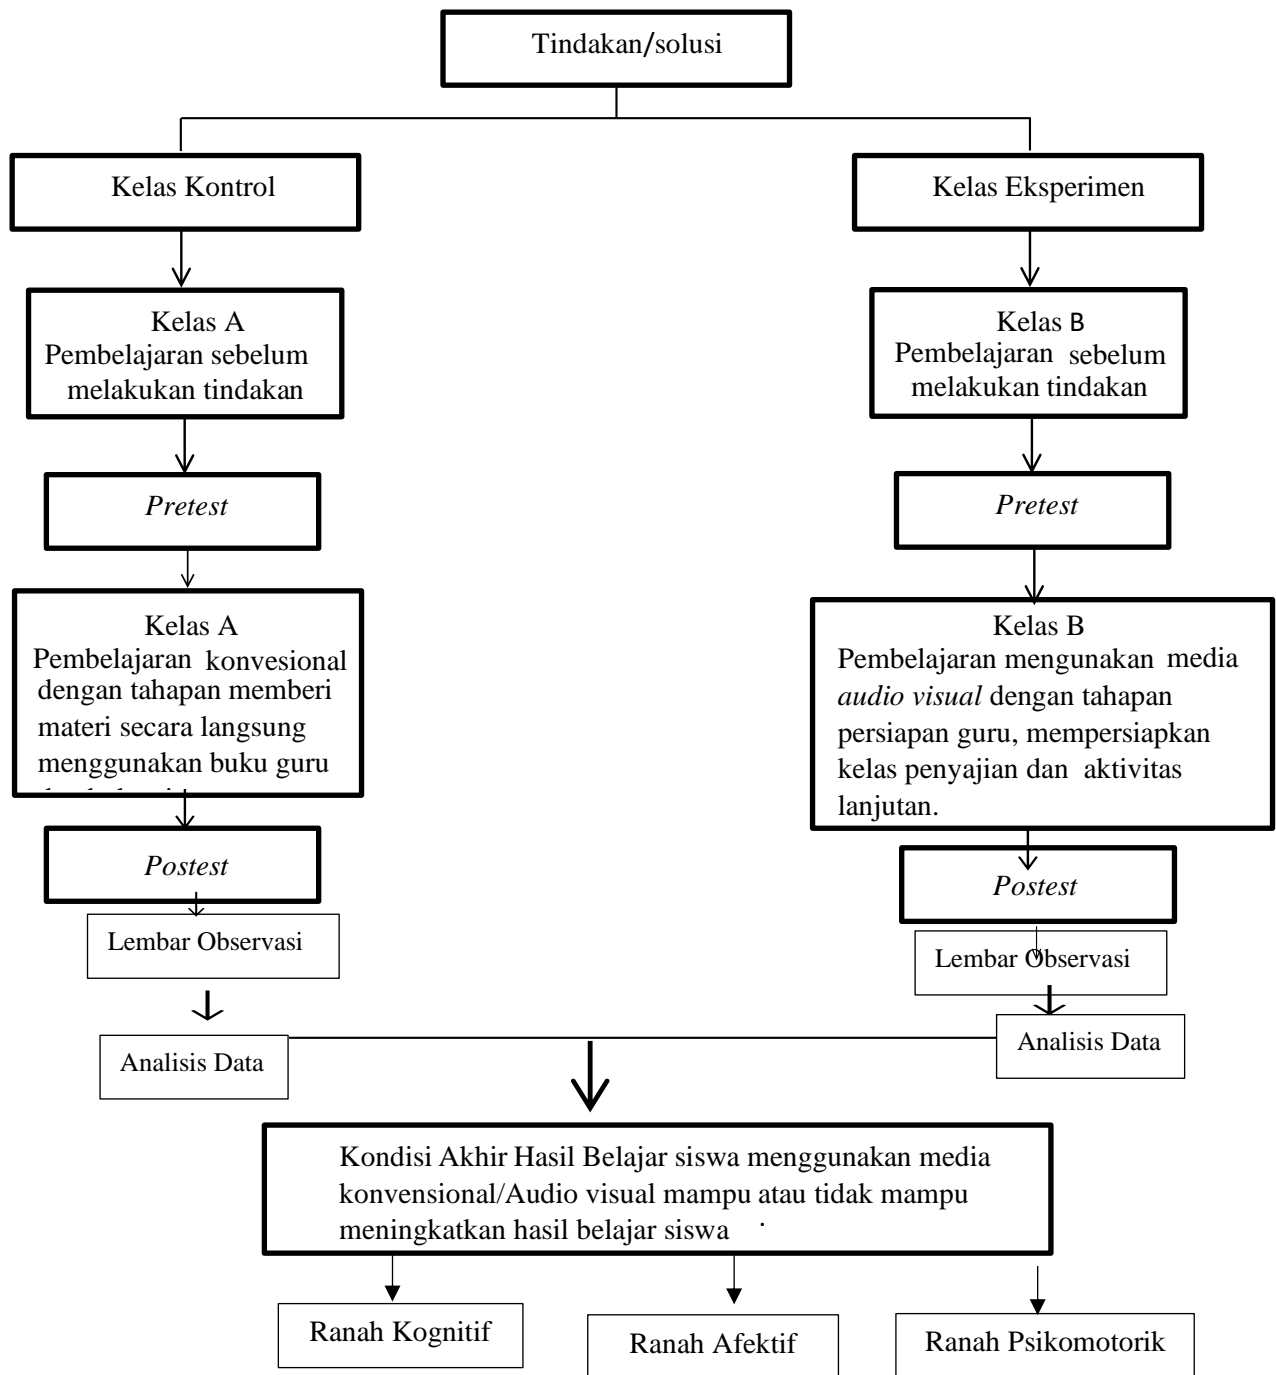 Tindakan/solusi
Kelas Kontrol
Kelas Eksperimen
Kelas A
Pembelajaran sebelum
melakukan tindakan
Kelas B
Pembelajaran sebelum
melakukan tindakan
Pretest
Pretest
Kelas A
Pembelajaran konvesional
dengan tahapan memberi
materi secara langsung
menggunakan buku guru
Kelas B
Pembelajaran mengunakan media
audio visual dengan tahapan
persiapan guru, mempersiapkan
kelas penyajian dan aktivitas
lanjutan.
Postest
Postest
Lembar Observasi
Lembar Observasi
Analisis Data
Analisis Data
Kondisi Akhir Hasil Belajar siswa menggunakan media
konvensional/Audio visual mampu atau tidak mampu
meningkatkan hasil belajar siswa .
Ranah Kognitif
Ranah Afektif
Ranah Psikomotorik